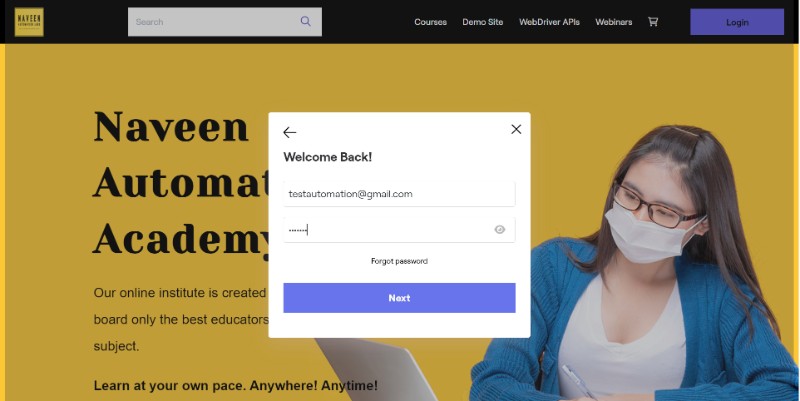 NAVEEN
Search
Courses
Demo Site
WebDriver APIs
Webinars
Login
Naveen
Automat
Academy
Our online institute is created
board only the best educators
subject.
Learn at your own pace. Anywhere! Anytime!
Welcome Back!
testautomation@gmail.com
Forgot password
Next